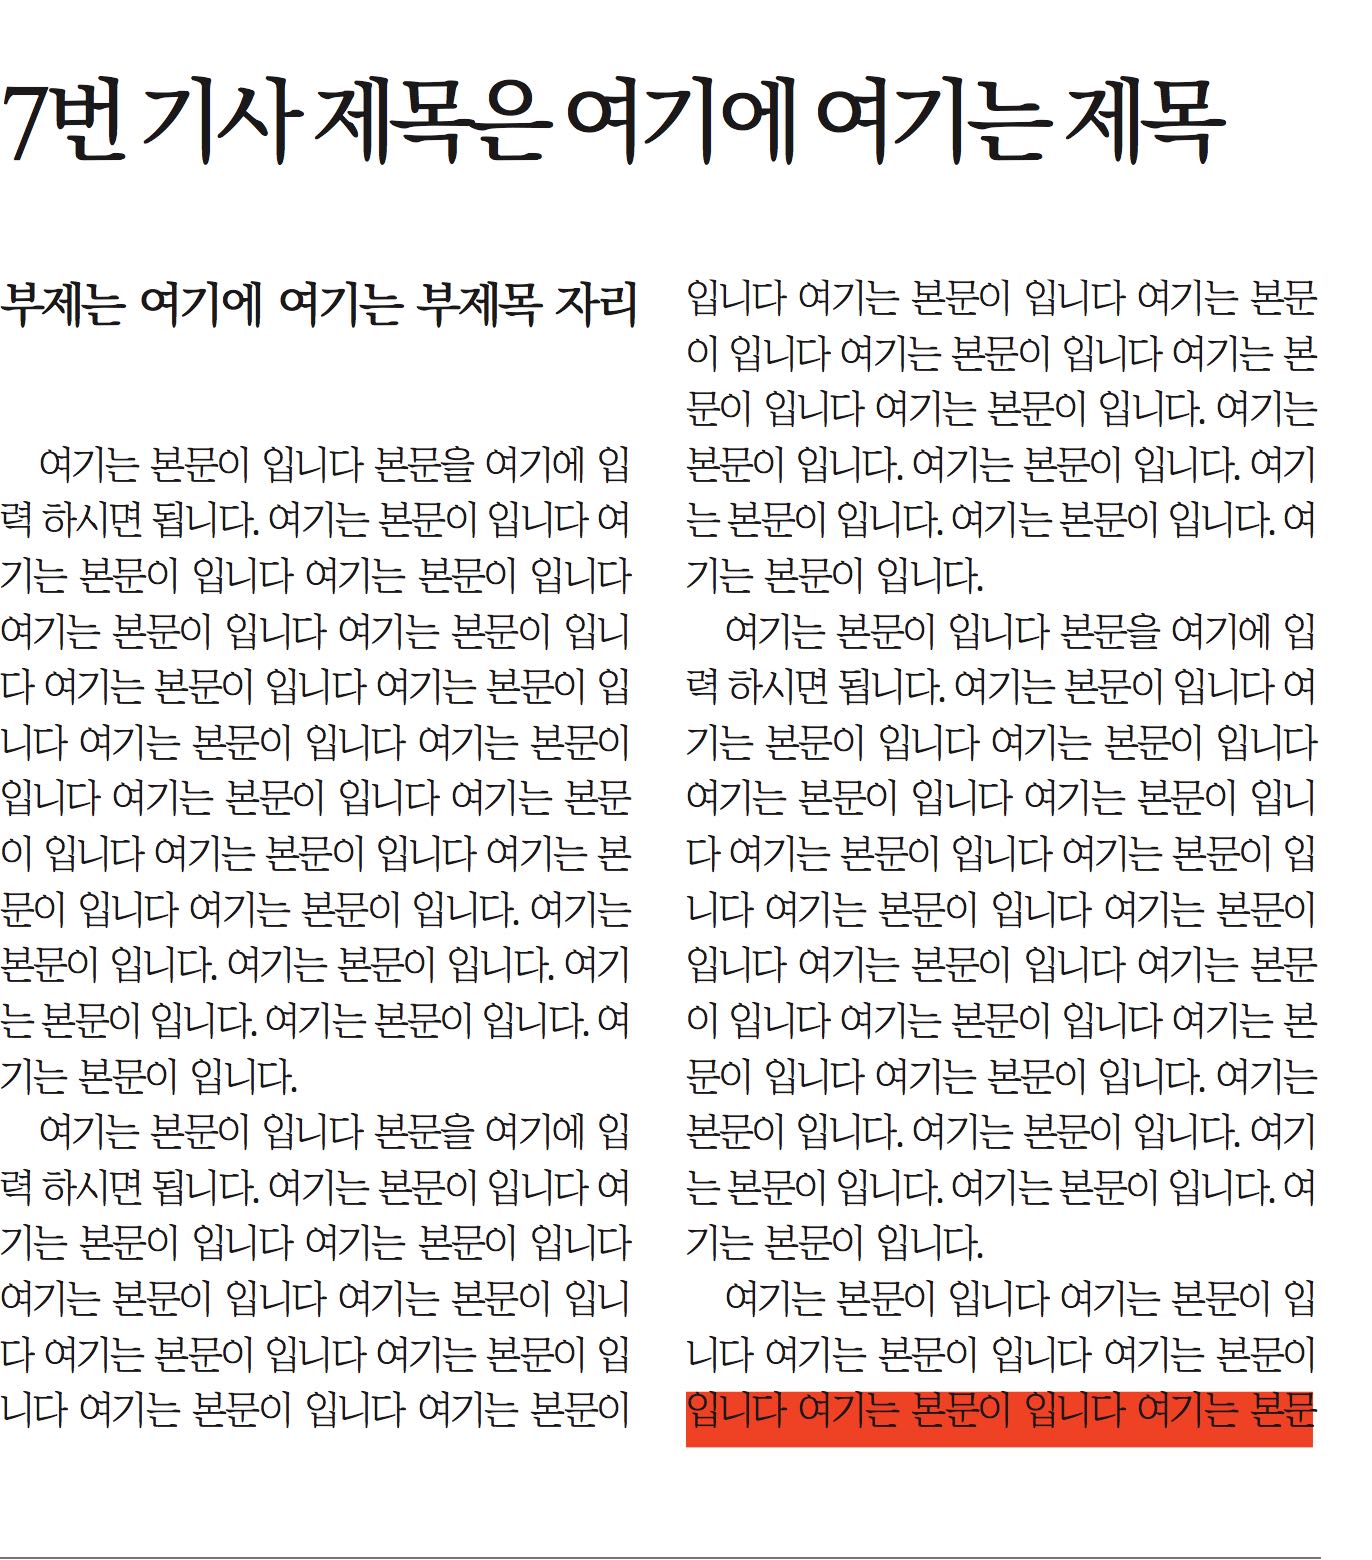 7번 기사 제목은 여기에 여기는 제목
부제는 여기에 여기는 부제목 자리
여기는 본문이 입니다 본문을 여기에 입
력 하시면 됩니다. 여기는 본문이 입니다 여
기는 본문이 입니다 여기는 본문이 입니다
여기는 본문이 입니다 여기는 본문이 입니
다 여기는 본문이 입니다 여기는 본문이 입
니다 여기는 본문이 입니다 여기는 본문이
입니다 여기는 본문이 입니다 여기는 본문
이 입니다 여기는 본문이 입니다 여기는 본
문이 입니다 여기는 본문이 입니다. 여기는
본문이 입니다. 여기는 본문이 입니다. 여기
는 본문이 입니다. 여기는 본문이 입니다. 여
기는 본문이 입니다.
여기는 본문이 입니다 본문을 여기에 입
력 하시면 됩니다. 여기는 본문이 입니다 여
기는 본문이 입니다 여기는 본문이 입니다
여기는 본문이 입니다 여기는 본문이 입니
다 여기는 본문이 입니다 여기는 본문이 입
니다 여기는 본문이 입니다 여기는 본문이
입니다 여기는 본문이 입니다 여기는 본문
이 입니다 여기는 본문이 입니다 여기는 본
문이 입니다 여기는 본문이 입니다. 여기는
본문이 입니다. 여기는 본문이 입니다. 여기
는 본문이 입니다. 여기는 본문이 입니다. 여
기는 본문이 입니다.
여기는 본문이 입니다 본문을 여기에 입
력 하시면 됩니다. 여기는 본문이 입니다 여
기는 본문이 입니다 여기는 본문이 입니다
여기는 본문이 입니다 여기는 본문이 입니
다 여기는 본문이 입니다 여기는 본문이 입
니다 여기는 본문이 입니다 여기는 본문이
입니다 여기는 본문이 입니다 여기는 본문
이 입니다 여기는 본문이 입니다 여기는 본
문이 입니다 여기는 본문이 입니다. 여기는
본문이 입니다. 여기는 본문이 입니다. 여기
는 본문이 입니다. 여기는 본문이 입니다. 여
기는 본문이 입니다.
여기는 본문이 입니다 여기는 본문이 입
니다 여기는 본문이 입니다 여기는 본문이
입니다 여기는 본문이 입니다 여기는 본문